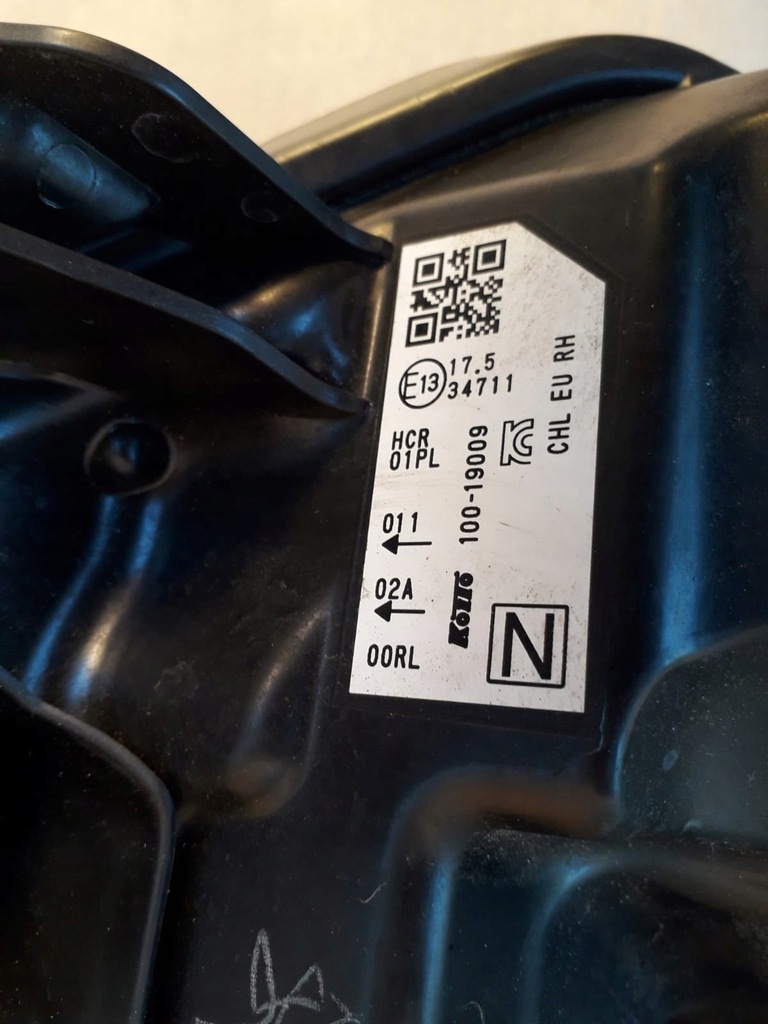 E13
17.5
34711
HCR
01PL
011
02A
00RL
100-19009
KOITO
CHL EU RH
N